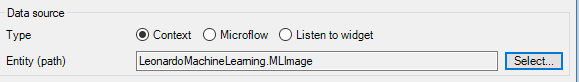 Data source
Type Context Microflow Listen to widget
Entity (path) LeonardoMachineLearning.MLImage Select...